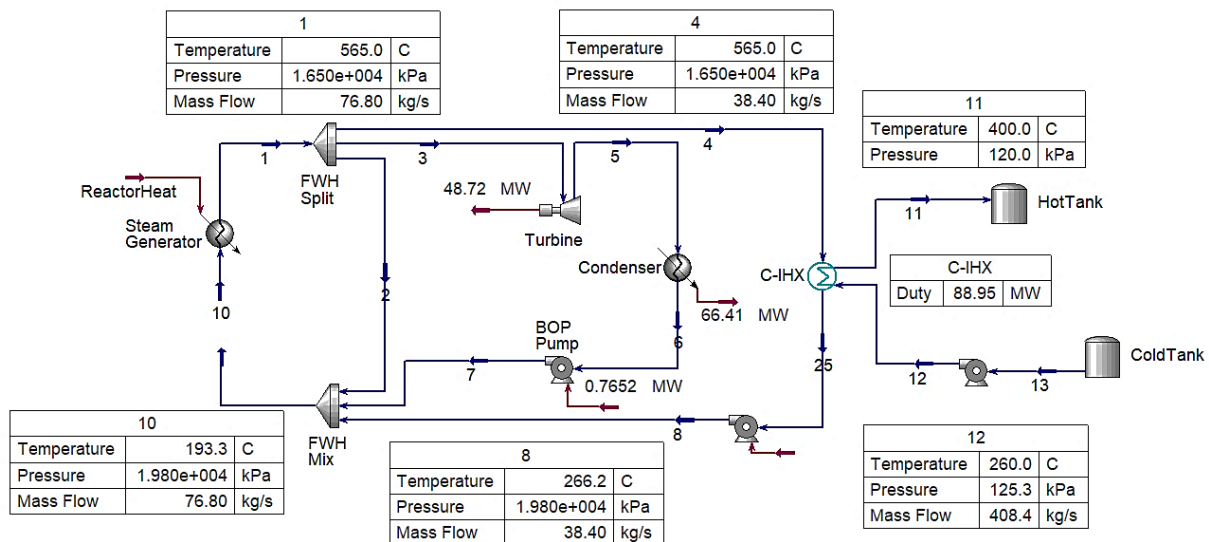 1
Temperature 565.0 C
Pressure 1.650e+004 kPa
Mass Flow 76.80 kg/s
4
Temperature 565.0 C
Pressure 1.650e+004 kPa
Mass Flow 38.40 kg/s
11
Temperature 400.0 C
Pressure 120.0 kPa
1
3
5
4
ReactorHeat
FWH
Split
48.72 MW
Turbine
11
HotTank
Steam
Generator
Condenser
C-IHX
C-IHX
Duty 88.95 MW
10
2
66.41 MW
6
BOP
Pump
7
25
ColdTank
0.7652 MW
12
13
8
FWH
Mix
10
Temperature 193.3 C
Pressure 1.980e+004 kPa
Mass Flow 76.80 kg/s
8
Temperature 266.2 C
Pressure 1.980e+004 kPa
Mass Flow 38.40 kg/s
12
Temperature 260.0 C
Pressure 125.3 kPa
Mass Flow 408.4 kg/s